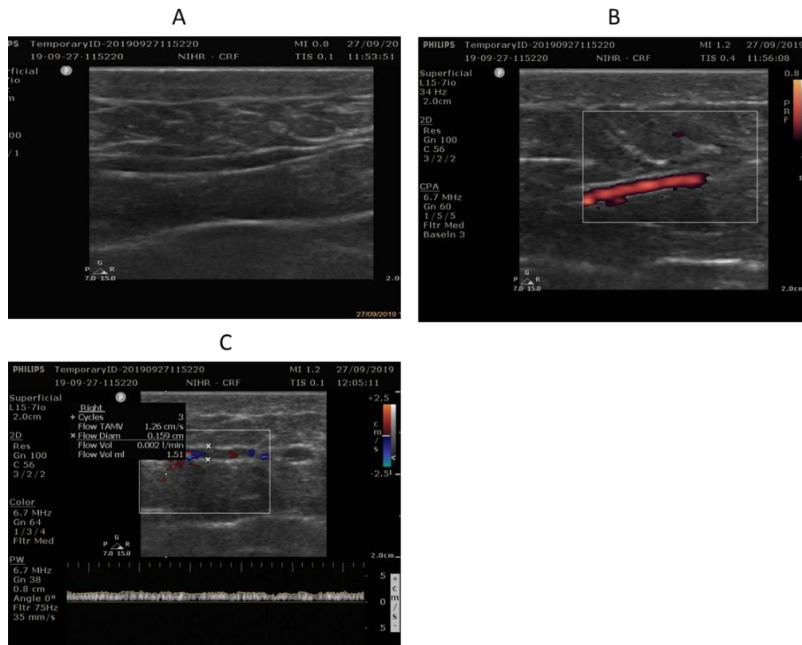 A
PS TemporaryID-20190927115220 MI 0.8 27/09/20
19-09-27-115220 NIHR - CRF TIS 0.1 11:53:51
P
G
P R
7.0 15.0
2.0
27/09/2019 1
B
PHILIPS TemporaryID-20190927115220 MI 1.2 27/09/2019
19-09-27-115220 NIHR - CRF TIS 0.4 11:56:08
Superficial
L15-7io
34 Hz
2.0cm
2D
Res
Gn 100
C 56
3/2/2
CPA
6.7 MHz
Gn 60
1/5/5
Fltr Med
Baseln 3
P
0.8
P
R
F
G
P R
7.0 15.0
2.0cm
C
PHILIPS TemporaryID-20190927115220 MI 1.2 27/09/2019
19-09-27-115220 NIHR - CRF TIS 0.1 12:05:11
Superficial
L15-7io
2.0cm
2D
Res
Gn 100
C 56
3/2/2
Color
6.7 MHz
Gn 64
1/3/4
Fltr Med
PW
6.7 MHz
Gn 38
0.8 cm
Angle 0°
Fltr 75Hz
35 mm/s
P
Right
+ Cycles 3
Flow TAMV 1.26 cm/s
× Flow Diam 0.159 cm
Flow Vol 0.002 l/min
Flow Vol ml 1.51
+2.5
c
m
/
s
-2.5
G
P R
7.0 15.0
2.0cm
5
0
5
+
c
m
/
s
-